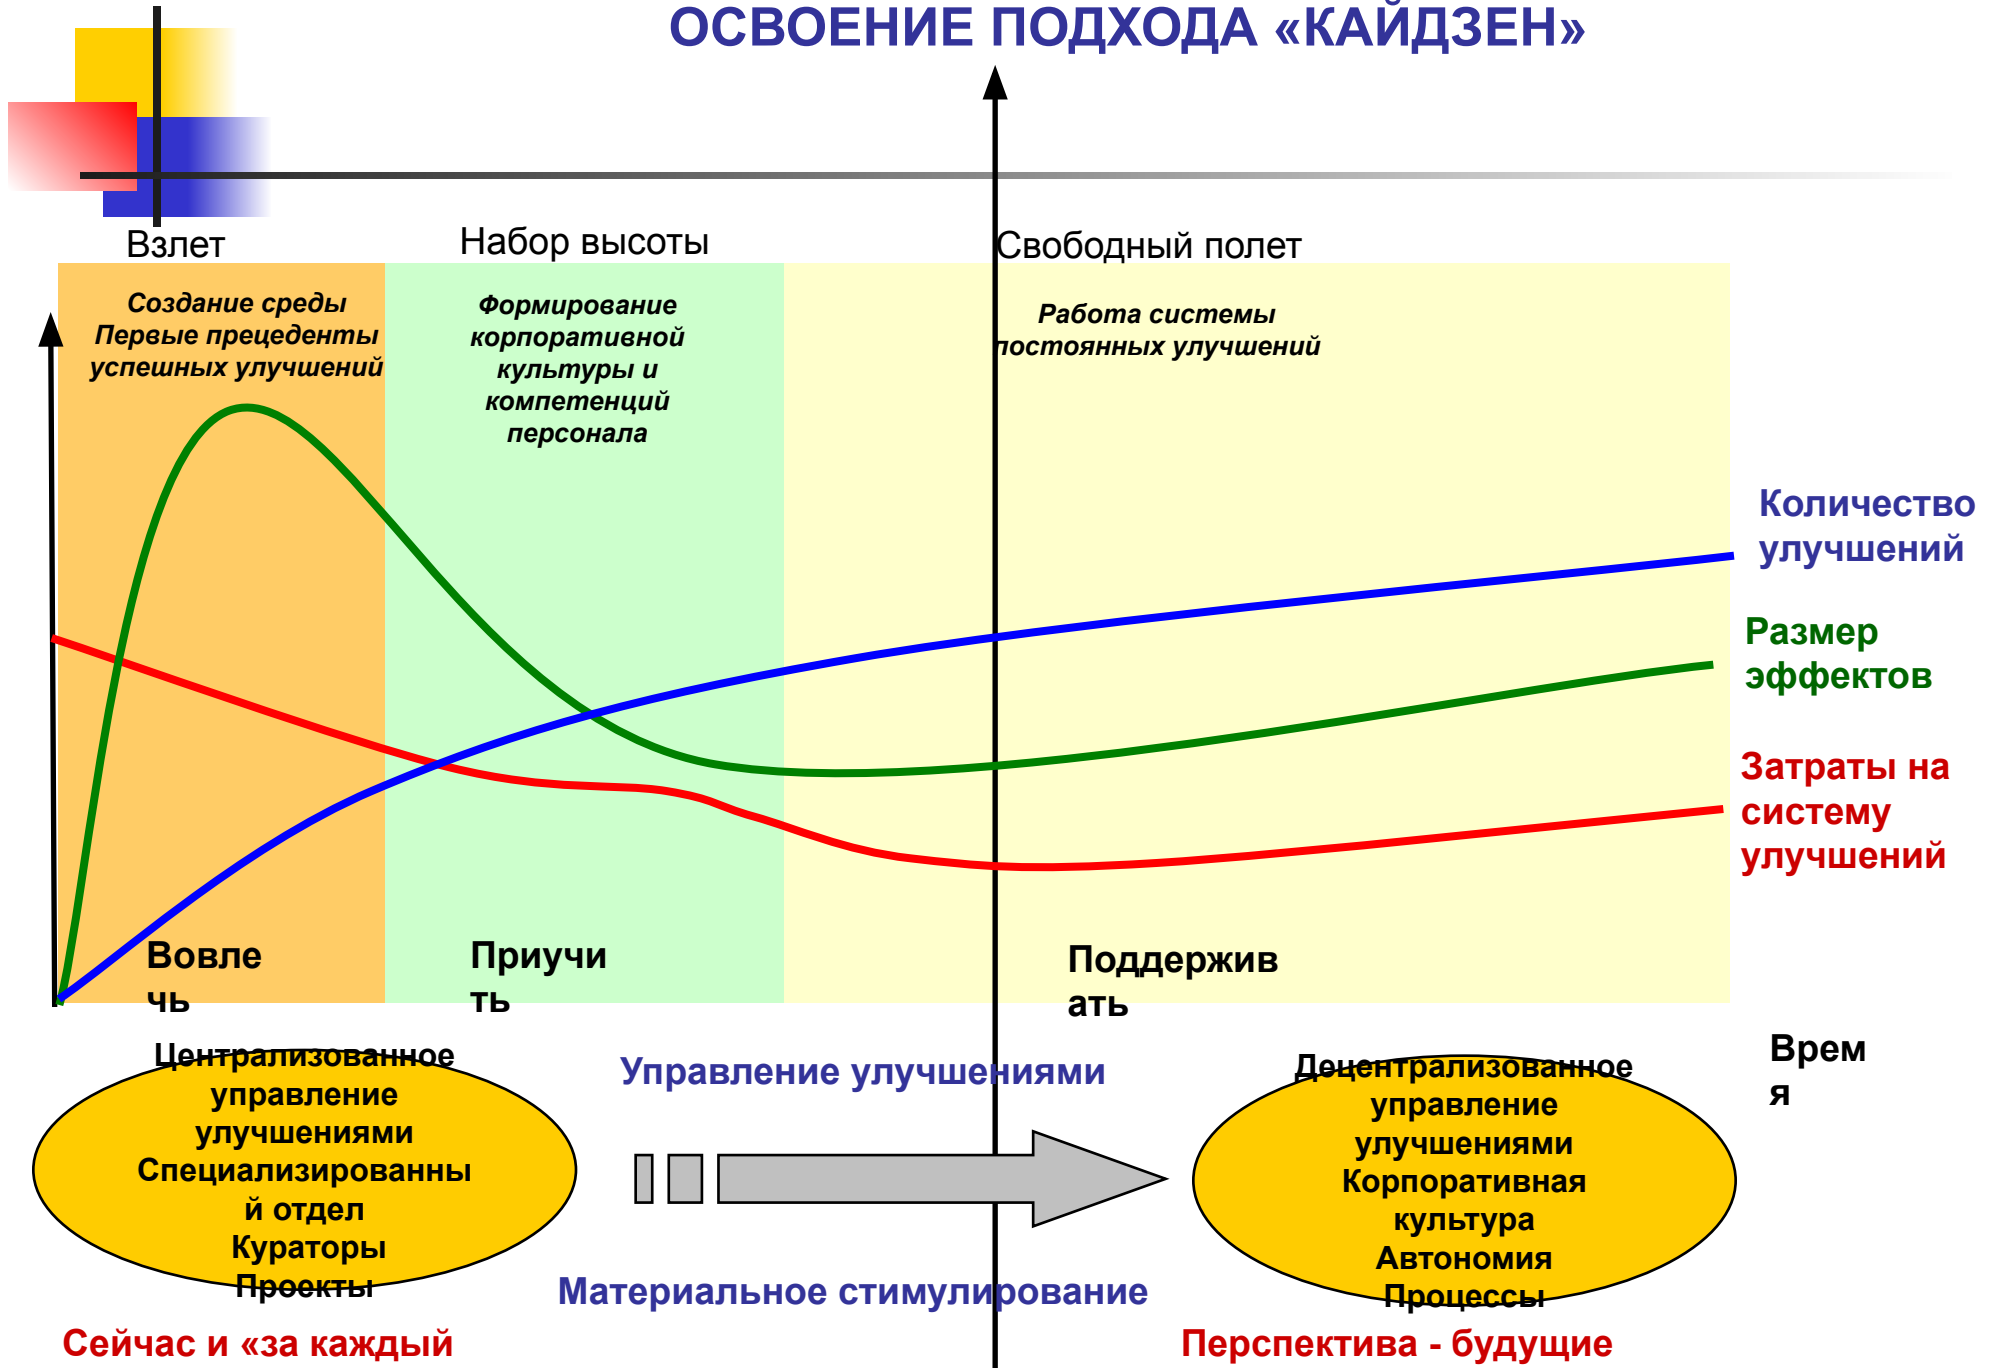 ОСВОЕНИЕ ПОДХОДА «КАЙДЗЕН»
Взлет
Набор высоты
Свободный полет
Создание среды
Первые прецеденты
успешных улучшений
Формирование
корпоративной
культуры и
компетенций
персонала
Работа системы
постоянных улучшений
Количество
улучшений
Размер
эффектов
Затраты на
систему
улучшений
Вовле
чь
Приучи
ть
Поддержив
ать
Врем
я
Централизованное
управление
улучшениями
Специализированны
й отдел
Кураторы
Проекты
Управление улучшениями
Материальное стимулирование
Децентрализованное
управление
улучшениями
Корпоративная
культура
Автономия
Процессы
Сейчас и «за каждый
Перспектива - будущие